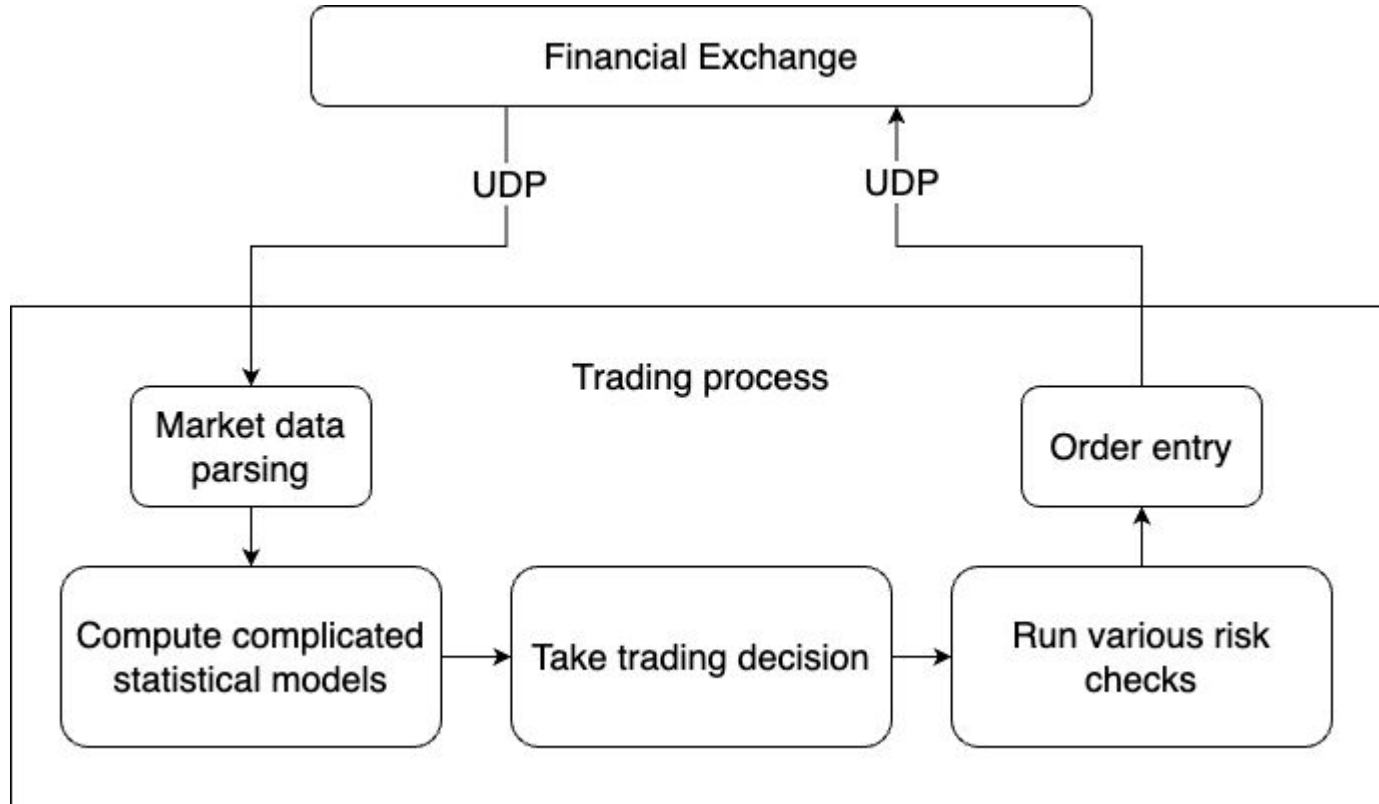 Financial Exchange
UDP
UDP
Trading process
Market data
parsing
Order entry
Compute complicated
statistical models
Take trading decision
Run various risk
checks